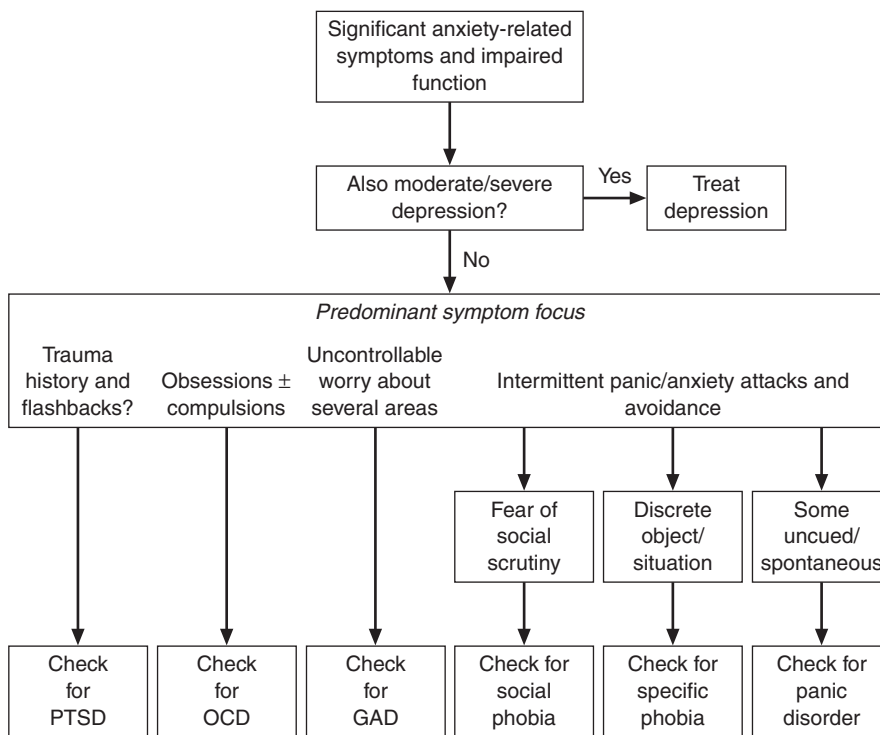 Significant anxiety-related
symptoms and impaired
function
Also moderate/severe
depression?
Yes
Treat
depression
No
Predominant symptom focus
Trauma
history and
flashbacks?
Obsessions ±
compulsions
Uncontrollable
worry about
several areas
Intermittent panic/anxiety attacks and
avoidance
Fear of
social
scrutiny
Discrete
object/
situation
Some
uncued/
spontaneous
Check
for
PTSD
Check
for
OCD
Check
for
GAD
Check for
social
phobia
Check for
specific
phobia
Check for
panic
disorder